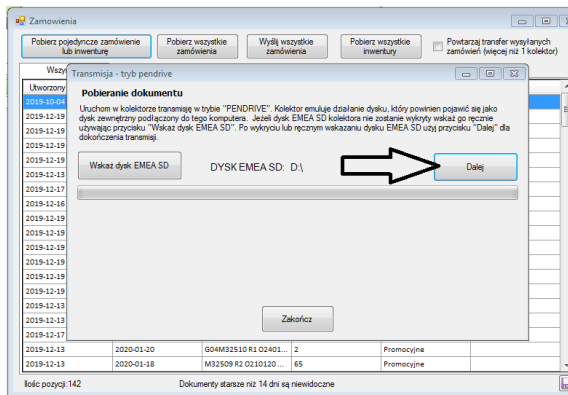 Zamówienia
Pobierz pojedyncze zamówienie lub inwenturę
Pobierz wszystkie zamówienia
Wyślij wszystkie zamówienia
Pobierz wszystkie inwentury
Powtarzaj transfer wysyłanych zamówień (więcej niż 1 kolektor)
Wszy
Transmisja - tryb pendrive
Utworzony
Pobieranie dokumentu
Uruchom w kolektorze transmisję w trybie "PENDRIVE". Kolektor emuluje działanie dysku, który powinien pojawić się jako
dysk zewnętrzny podłączony do tego komputera. Jeżeli dysk EMEA SD kolektora nie zostanie wykryty wskaż go ręcznie
używając przycisku "Wskaż dysk EMEA SD". Po wykryciu lub ręcznym wskazaniu dysku EMEA SD użyj przycisku "Dalej" dla
dokończenia transmisji.
Wskaż dysk EMEA SD
DYSK EMEA SD: D:\
Dalej
Zakończ
2019-10-04
2019-12-19
2019-12-19
2019-12-19
2019-12-19
2019-12-13
2019-12-17
2019-12-16
2019-12-19
2019-12-19
2019-12-19
2019-12-19
2019-12-19
2019-12-13
2019-12-13
2019-12-17
2019-12-13 2020-01-20 G04M32510 R1 O2401... 2 Promocyjne
2019-12-13 2020-01-18 M32509 R2 O210120 ... 65 Promocyjne
Ilośc pozycji:142
Dokumenty starsze niż 14 dni są niewidoczne